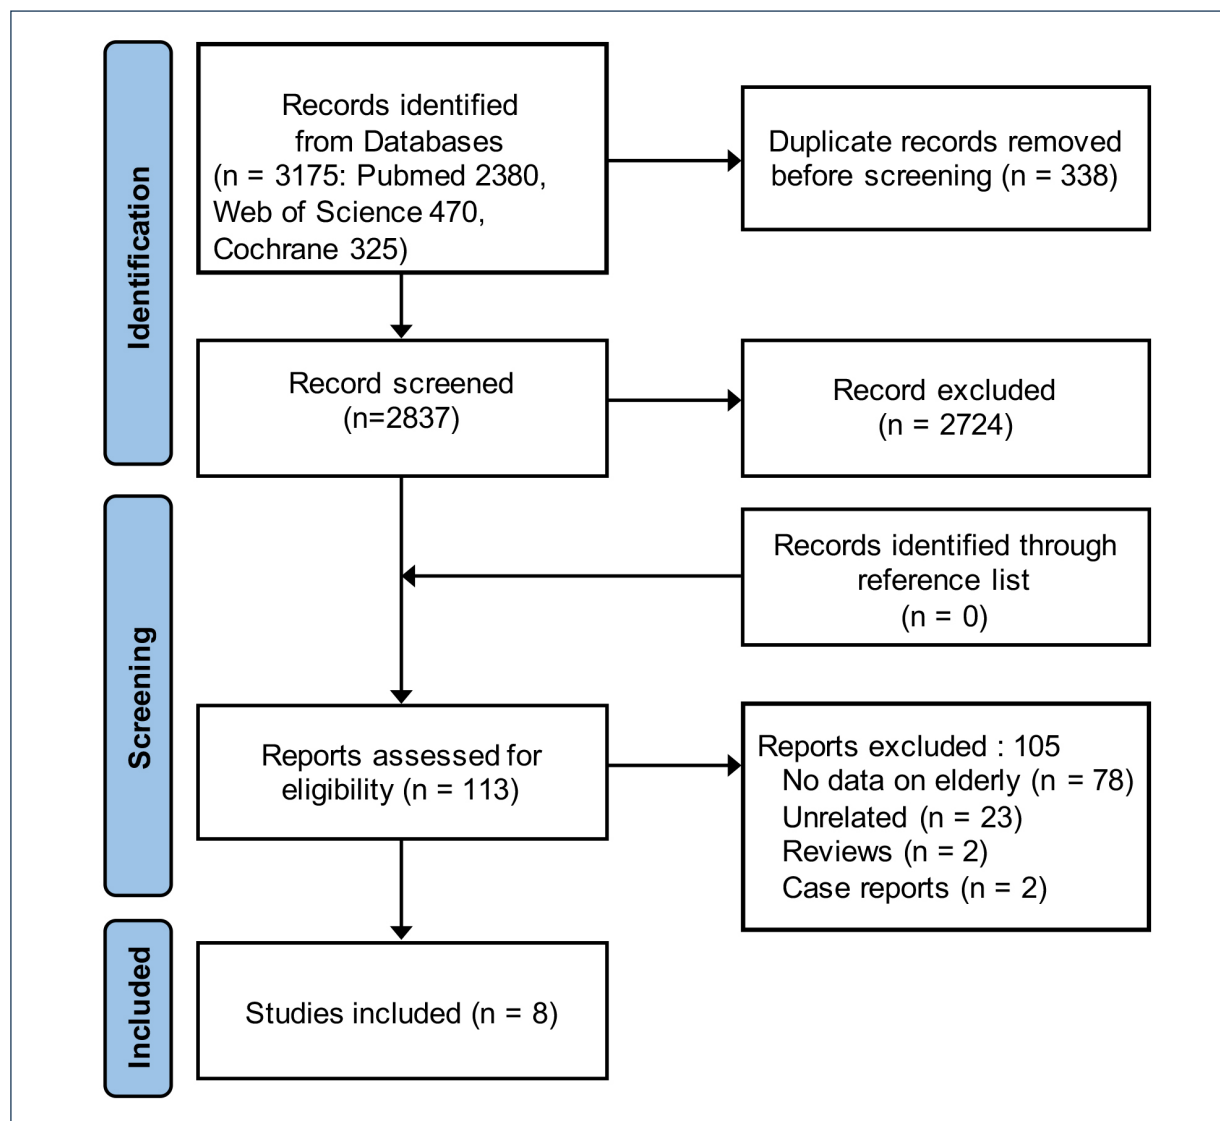 Identification
Records identified
from Databases
(n = 3175: Pubmed 2380,
Web of Science 470,
Cochrane 325)
Duplicate records removed
before screening (n = 338)
Record screened
(n=2837)
Record excluded
(n = 2724)
Screening
Records identified through
reference list
(n = 0)
Reports assessed for
eligibility (n = 113)
Reports excluded : 105
No data on elderly (n = 78)
Unrelated (n = 23)
Reviews (n = 2)
Case reports (n = 2)
Included
Studies included (n = 8)